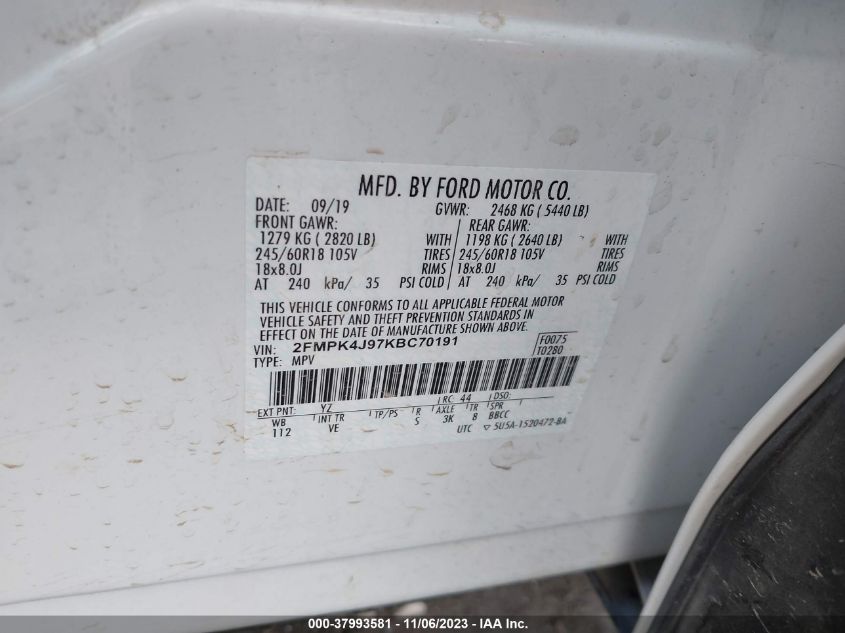 MFD. BY FORD MOTOR CO.
DATE: 09/19 GVWR: 2468 KG ( 5440 LB)
FRONT GAWR: REAR GAWR:
1279 KG ( 2820 LB) WITH 1198 KG ( 2640 LB) WITH
245/60R18 105V TIRES 245/60R18 105V TIRES
18x8.0J RIMS 18x8.0J RIMS
AT 240 kPa/ 35 PSI COLD AT 240 kPa/ 35 PSI COLD
THIS VEHICLE CONFORMS TO ALL APPLICABLE FEDERAL MOTOR
VEHICLE SAFETY AND THEFT PREVENTION STANDARDS IN
EFFECT ON THE DATE OF MANUFACTURE SHOWN ABOVE.
VIN: 2FMPK4J97KBC70191 F0075
TYPE: MPV T0280
EXT PNT: YZ RC: 44 DSO:
WB INT TR TP/PS R AXLE TR SPR
112 VE S 3K 8 BBCC
UTC ▽ 5U5A-1520472-BA
000-37993581 - 11/06/2023 - IAA Inc.